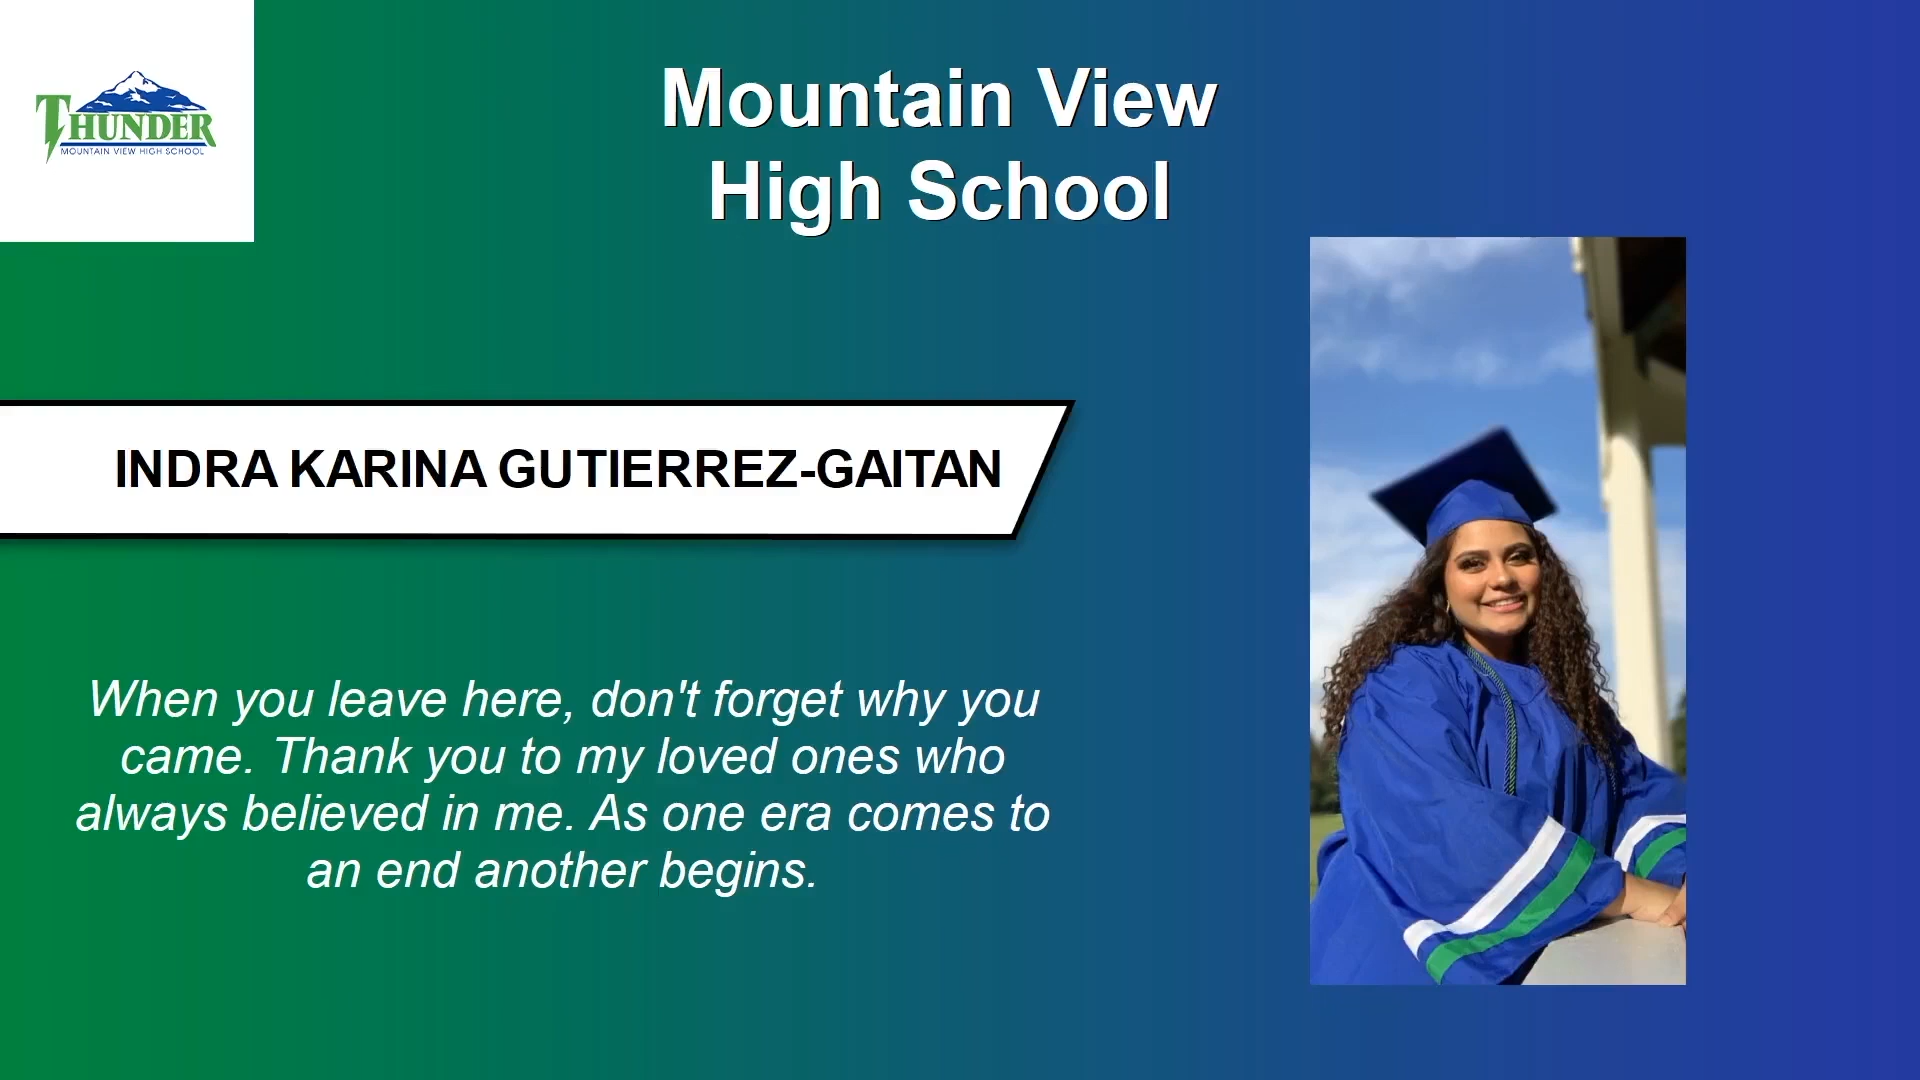 THUNDER
MOUNTAIN VIEW HIGH SCHOOL
Mountain View
High School
INDRA KARINA GUTIERREZ-GAITAN
When you leave here, don't forget why you
came. Thank you to my loved ones who
always believed in me. As one era comes to
an end another begins.